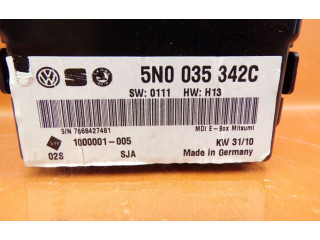 5N0 035 342C
SW: 0111 HW: H13
S/N 7669427481
MDI E-Box Mitsumi
1000001-005
02S SJA
KW 31/10
Made in Germany